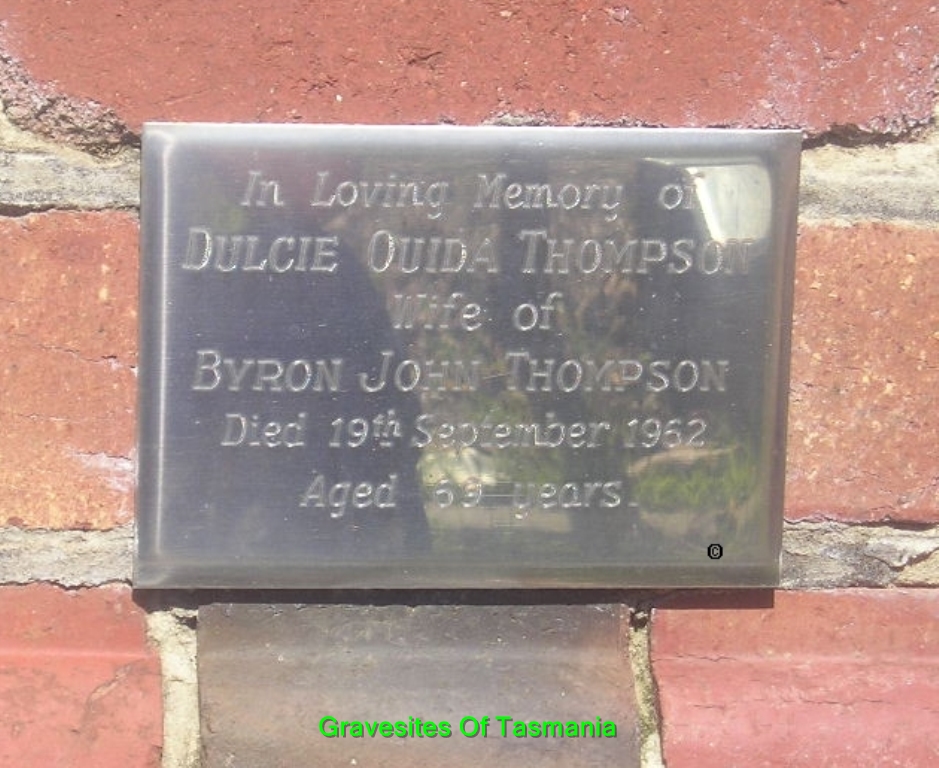 In Loving Memory of
DULCIE OUIDA THOMPSON
Wife of
BYRON JOHN THOMPSON
Died 19th September 1962
Aged 69 years.
©
Gravesites Of Tasmania